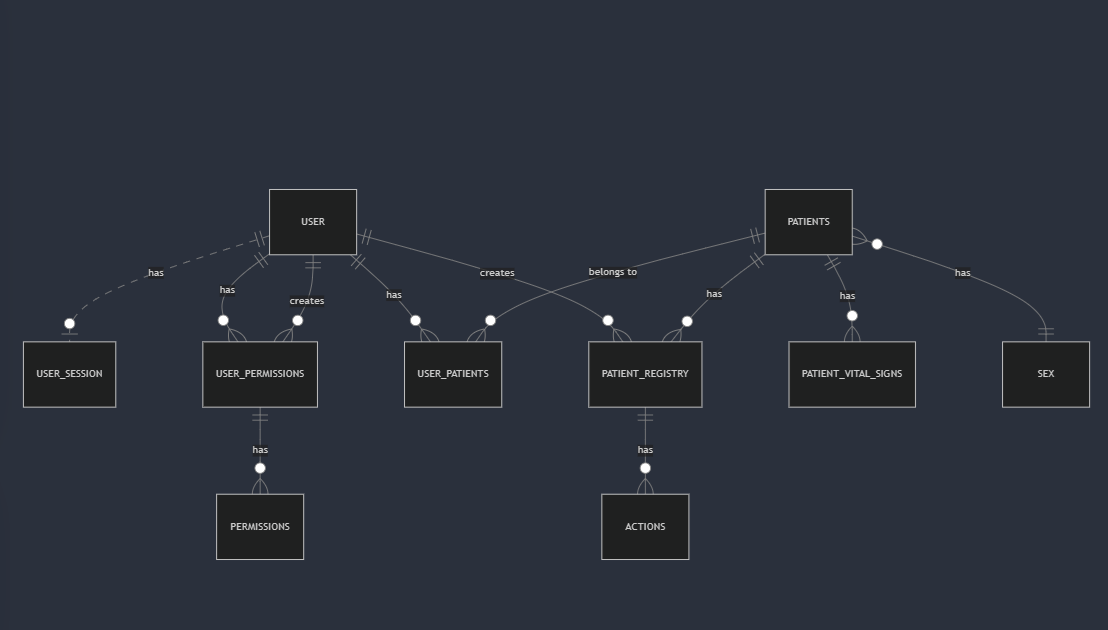 USER
PATIENTS
has
has
creates
has
creates
belongs to
has
has
has
USER_SESSION
USER_PERMISSIONS
USER_PATIENTS
PATIENT_REGISTRY
PATIENT_VITAL_SIGNS
SEX
has
has
PERMISSIONS
ACTIONS